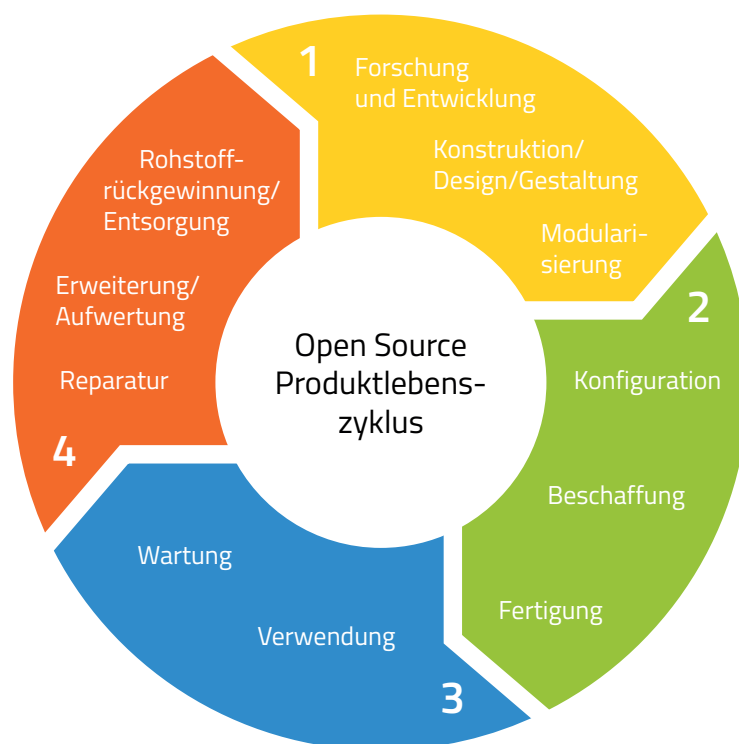 1
Forschung
und Entwicklung
Konstruktion/
Design/Gestaltung
Modulari-
sierung
2
Konfiguration
Beschaffung
Fertigung
3
Verwendung
Wartung
4
Reparatur
Erweiterung/
Aufwertung
Rohstoff-
rückgewinnung/
Entsorgung
Open Source
Produktlebens-
zyklus